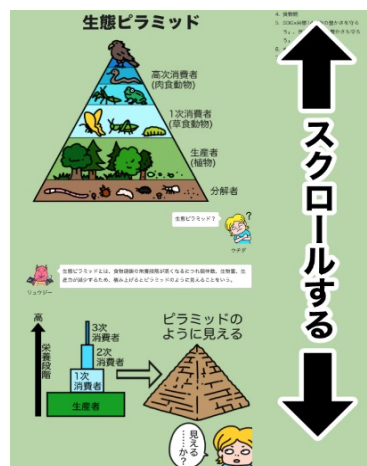 生態ピラミッド
高次消費者
(肉食動物)
1次消費者
(草食動物)
生産者
(植物)
分解者
生態ピラミッド?
ウチダ
リュウジー
生態ピラミッドとは、食物連鎖の栄養段階が高くなるにつれ個体数、生物量、生
産力が減少するため、積み上げるとピラミッドのように見えることをいう。
高
栄養段階
3次
消費者
2次
消費者
1次
消費者
生産者
ピラミッドの
ように見える
見える
……か?
4. 食物網
スクロールする